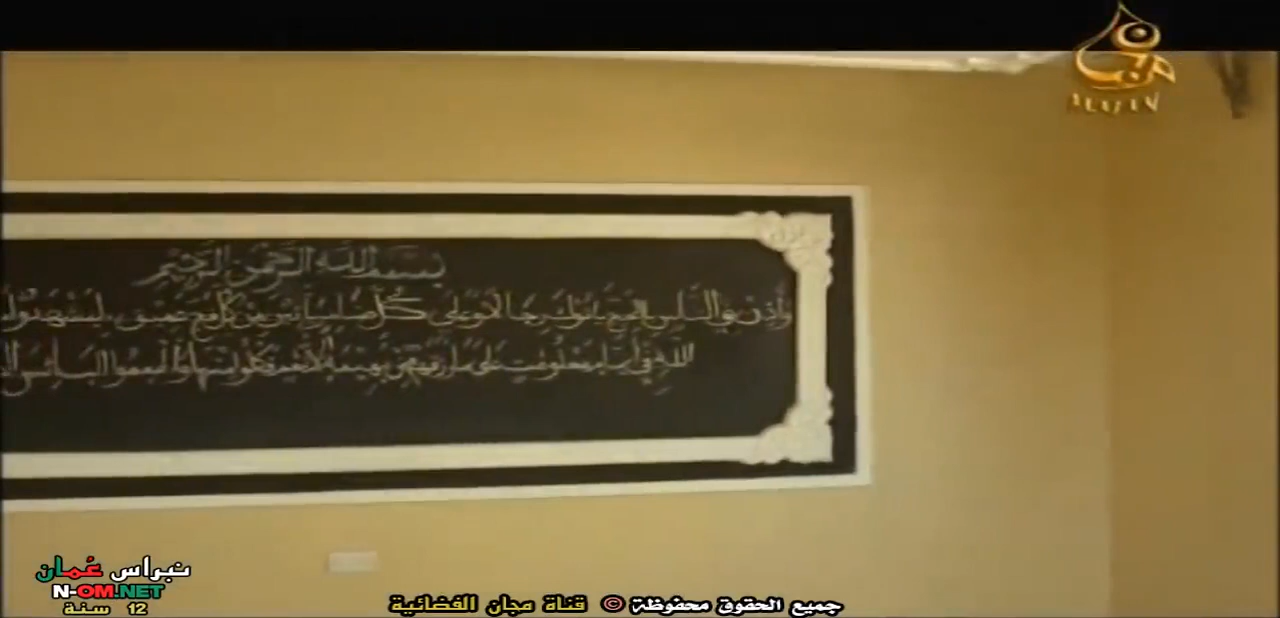 مجان
MAJAN
بسم الله الرحمن الرحيم
وأذن في الناس بالحج يأتوك رجالا وعلى كل ضامر يأتين من كل فج عميق ليشهدوا
الله في أيام معلومات على ما رزقهم من بهيمة الأنعام فكلوا منها وأطعموا البائس
نبراس عُمان
N-OM.NET
12 سنة
جميع الحقوق محفوظة © قناة مجان الفضائية